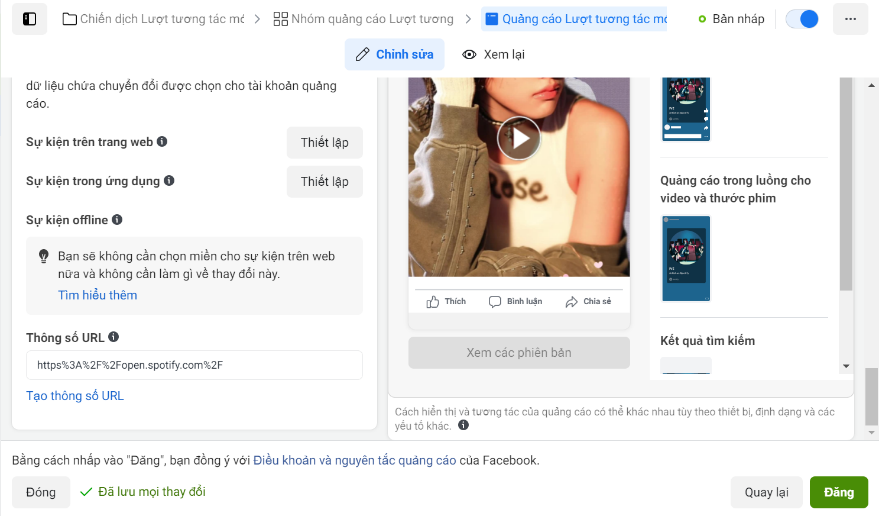 Chiến dịch Lượt tương tác mớ
Nhóm quảng cáo Lượt tương
Quảng cáo Lượt tương tác mớ
Bản nháp
Chỉnh sửa
Xem lại
dữ liệu chứa chuyển đổi được chọn cho tài khoản quảng
cáo.
Sự kiện trên trang web
Thiết lập
Sự kiện trong ứng dụng
Thiết lập
Sự kiện offline
Bạn sẽ không cần chọn miền cho sự kiện trên web
nữa và không cần làm gì về thay đổi này.
Tìm hiểu thêm
Thông số URL
https%3A%2F%2Fopen.spotify.com%2F
Tạo thông số URL
Rose
Thích
Bình luận
Chia sẻ
Xem các phiên bản
Quảng cáo trong luồng cho
video và thước phim
Kết quả tìm kiếm
Cách hiển thị và tương tác của quảng cáo có thể khác nhau tùy theo thiết bị, định dạng và các
yếu tố khác.
Bằng cách nhấp vào "Đăng", bạn đồng ý với Điều khoản và nguyên tắc quảng cáo của Facebook.
Đóng
Đã lưu mọi thay đổi
Quay lại
Đăng